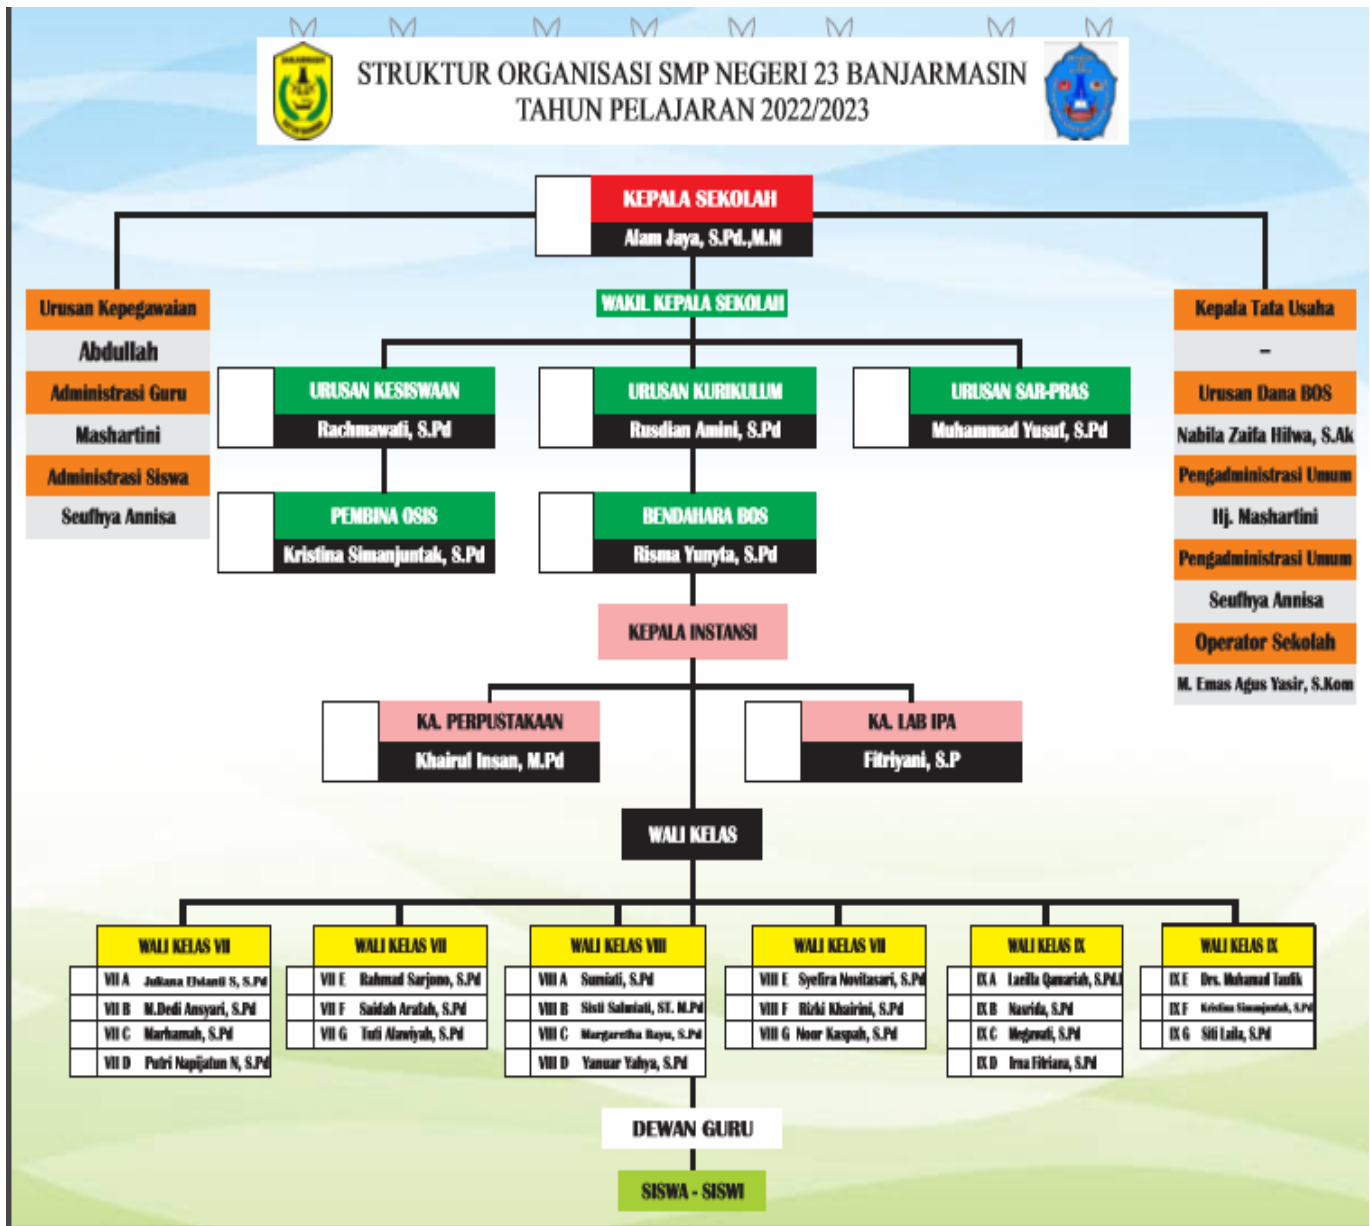 STRUKTUR ORGANISASI SMP NEGERI 23 BANJARMASIN
TAHUN PELAJARAN 2022/2023
KEPALA SEKOLAH
Alam Jaya, S.Pd.,M.M
WAKIL KEPALA SEKOLAH
Urusan Kepegawaian
Abdullah
Administrasi Guru
Mashartini
Administrasi Siswa
Seufhya Annisa
URUSAN KESISWAAN
Rachmawati, S.Pd
PEMBINA OSIS
Kristina Simanjuntak, S.Pd
URUSAN KURIKULUM
Rusdian Amini, S.Pd
BENDAHARA BOS
Risma Yunyta, S.Pd
URUSAN SAR-PRAS
Muhammad Yusuf, S.Pd
Kepala Tata Usaha
–
Urusan Dana BOS
Nabila Zaifa Hilwa, S.Ak
Pengadministrasi Umum
Hj. Mashartini
Pengadministrasi Umum
Seufhya Annisa
Operator Sekolah
M. Emas Agus Yasir, S.Kom
KEPALA INSTANSI
KA. PERPUSTAKAAN
Khairul Insan, M.Pd
KA. LAB IPA
Fitriyani, S.P
WALI KELAS
WALI KELAS VII
VII A Juliana Elvianti S, S.Pd
VII B M.Dedi Ansyari, S.Pd
VII C Marhamah, S.Pd
VII D Putri Napijatun N, S.Pd
WALI KELAS VII
VII E Rahmad Sarjono, S.Pd
VII F Saidah Arafah, S.Pd
VII G Tuti Alawiyah, S.Pd
WALI KELAS VIII
VIII A Sumiati, S.Pd
VIII B Sisti Salmiati, ST. M.Pd
VIII C Margaretha Rayu, S.Pd
VIII D Yanuar Yahya, S.Pd
WALI KELAS VII
VIII E Syefira Novitasari, S.Pd
VIII F Rizki Khairini, S.Pd
VIII G Noor Kaspah, S.Pd
WALI KELAS IX
IX A Laeilla Qamariah, S.Pd.I
IX B Nasrida, S.Pd
IX C Megawati, S.Pd
IX D Irna Fitriana, S.Pd
WALI KELAS IX
IX E Drs. Muhamad Taufik
IX F Kristina Simanjuntak, S.Pd
IX G Siti Laila, S.Pd
DEWAN GURU
SISWA - SISWI